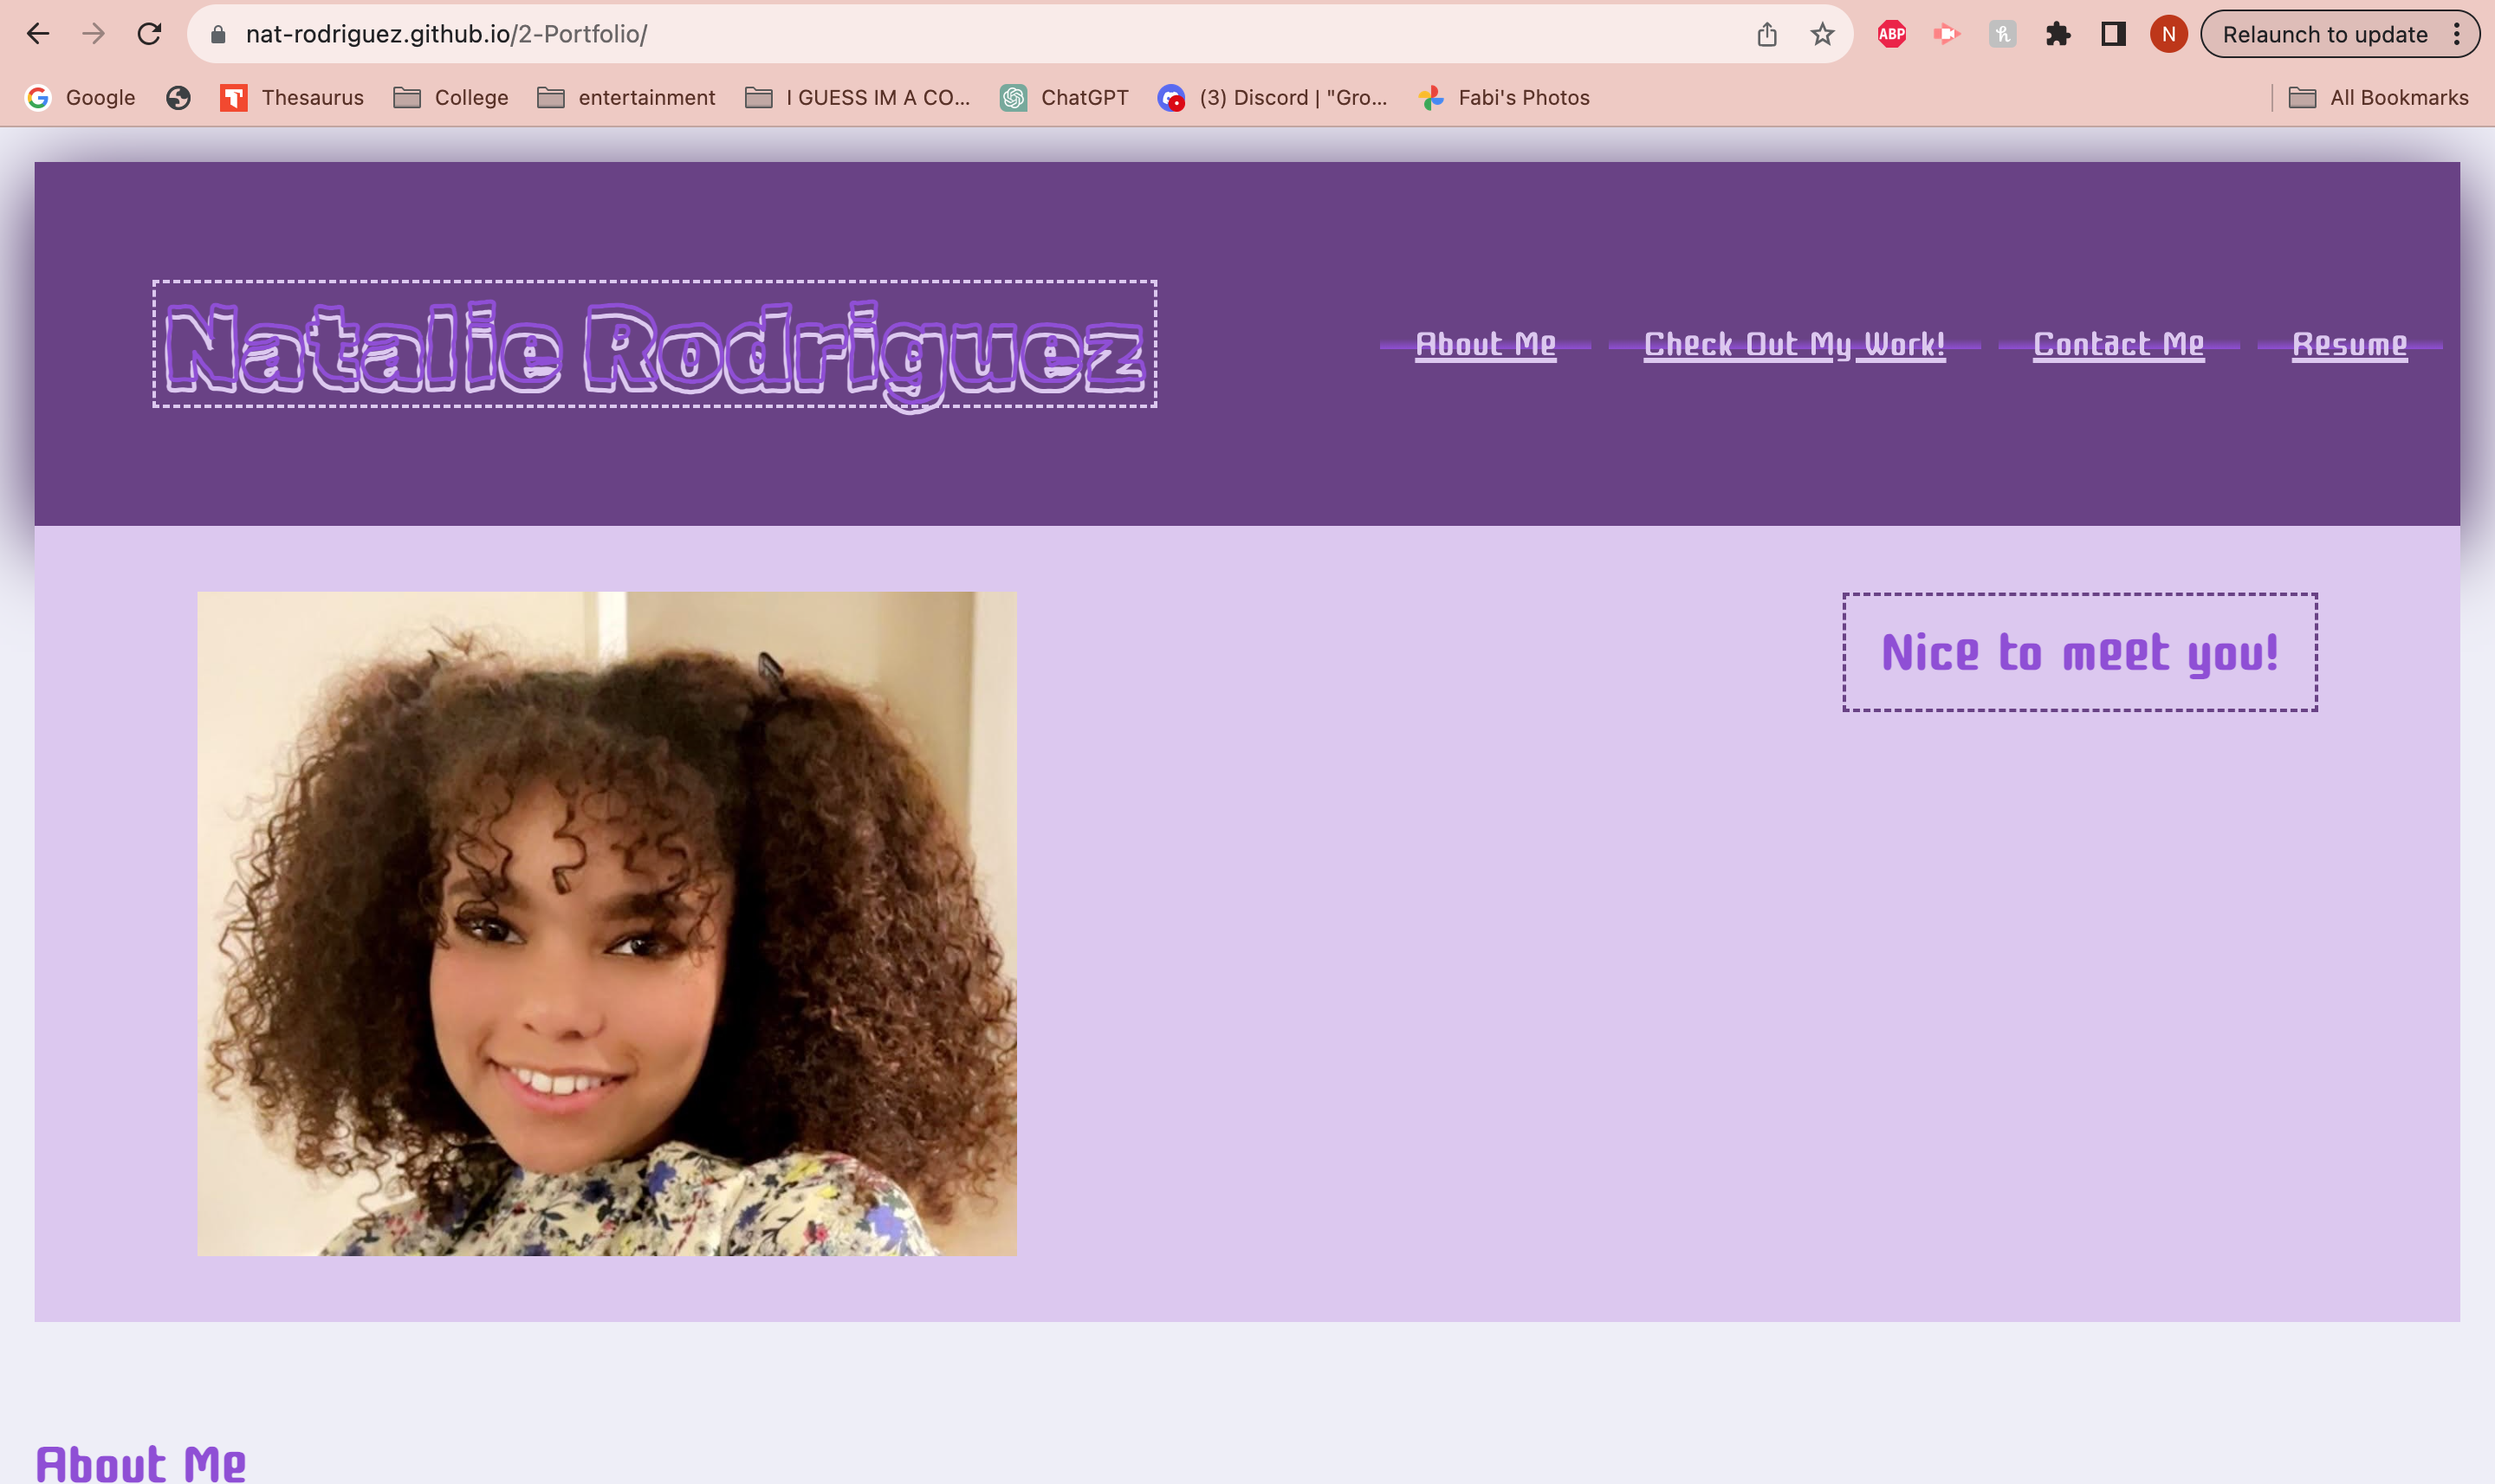 nat-rodriguez.github.io/2-Portfolio/
ABP
N
Relaunch to update
Google
Thesaurus
College
entertainment
I GUESS IM A CO...
ChatGPT
(3) Discord | "Gro...
Fabi's Photos
All Bookmarks
Natalie Rodriguez
About Me
Check Out My Work!
Contact Me
Resume
Nice to meet you!
About Me